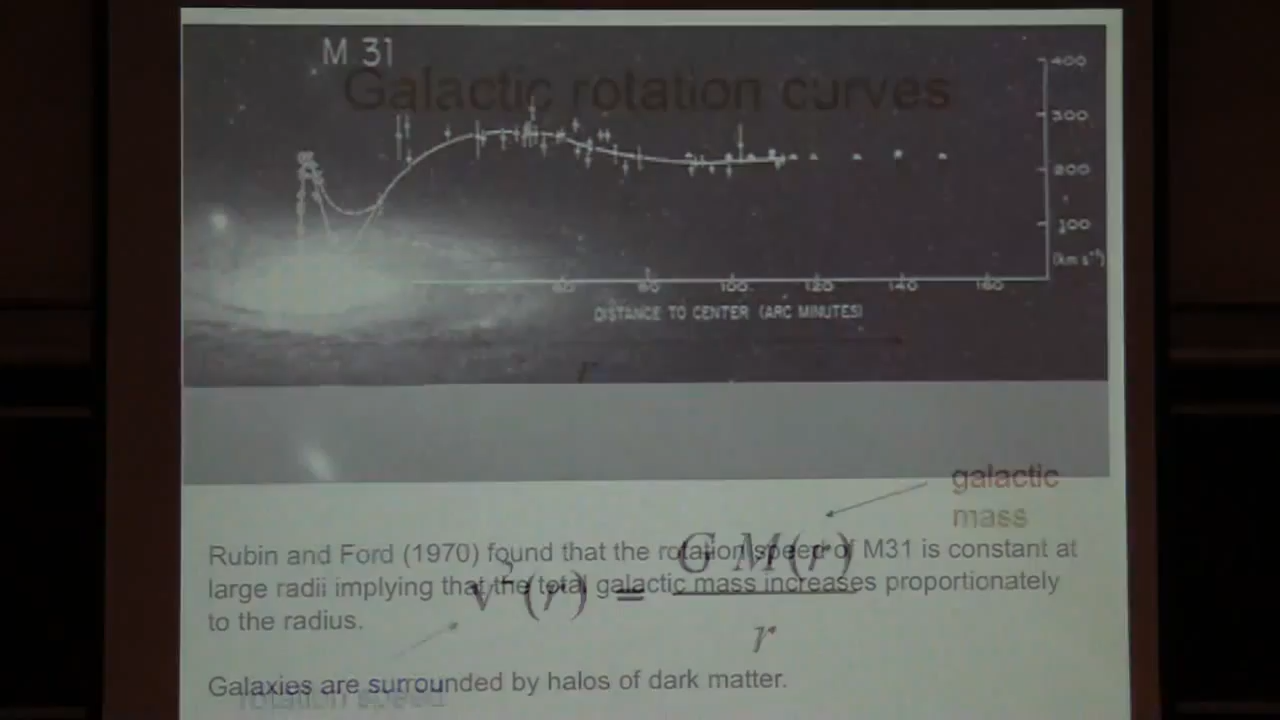 M 31
Galactic rotation curves
400
300
200
100
(km s⁻¹)
60 80 100 120 140 160
DISTANCE TO CENTER (ARC MINUTES)
r
galactic
mass
Rubin and Ford (1970) found that the rotation speed of M31 is constant at
large radii implying that the total galactic mass increases proportionately
to the radius.
v²(r) = G M(r)
r
Galaxies are surrounded by halos of dark matter.
rotation speed